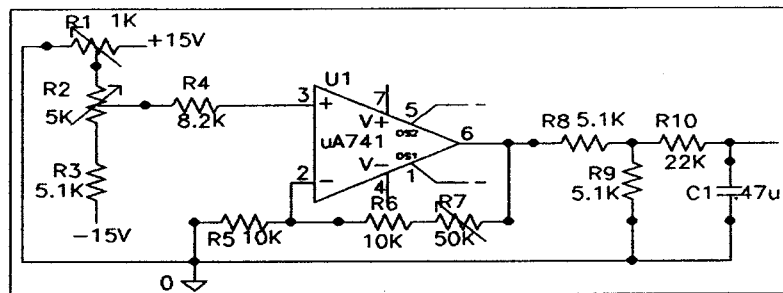 R1 1K
+15V
R2
5K
R3
5.1K
-15V
R4
8.2K
U1
3
+
7
V+
5
OS2
uA741
6
OS1
V-
1
2
-
4
R5 10K
R6
10K
R7
50K
R8 5.1K
R9
5.1K
R10
22K
C1
.47u
0